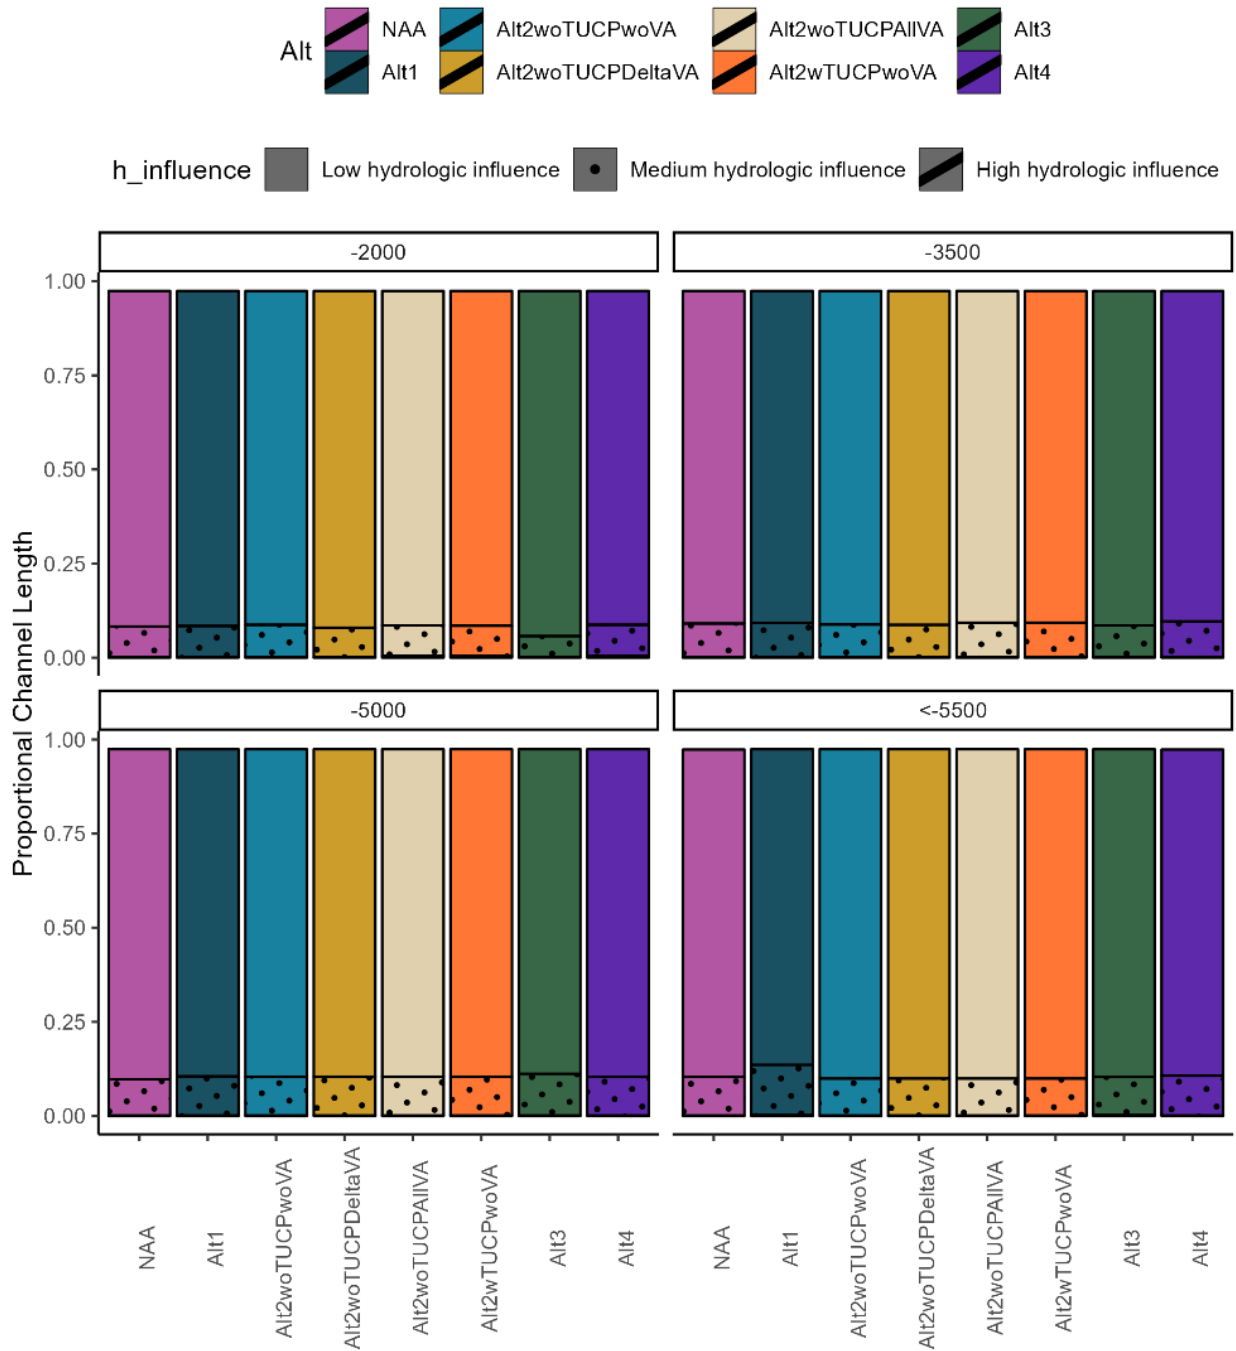 Alt
NAA
Alt2woTUCPwoVA
Alt2woTUCPAllVA
Alt3
Alt1
Alt2woTUCPDeltaVA
Alt2wTUCPwoVA
Alt4
h_influence
Low hydrologic influence
Medium hydrologic influence
High hydrologic influence
Proportional Channel Length
-2000
-3500
1.00
0.75
0.50
0.25
0.00
-5000
<-5500
1.00
0.75
0.50
0.25
0.00
NAA
Alt1
Alt2woTUCPwoVA
Alt2woTUCPDeltaVA
Alt2woTUCPAllVA
Alt2wTUCPwoVA
Alt3
Alt4
NAA
Alt1
Alt2woTUCPwoVA
Alt2woTUCPDeltaVA
Alt2woTUCPAllVA
Alt2wTUCPwoVA
Alt3
Alt4